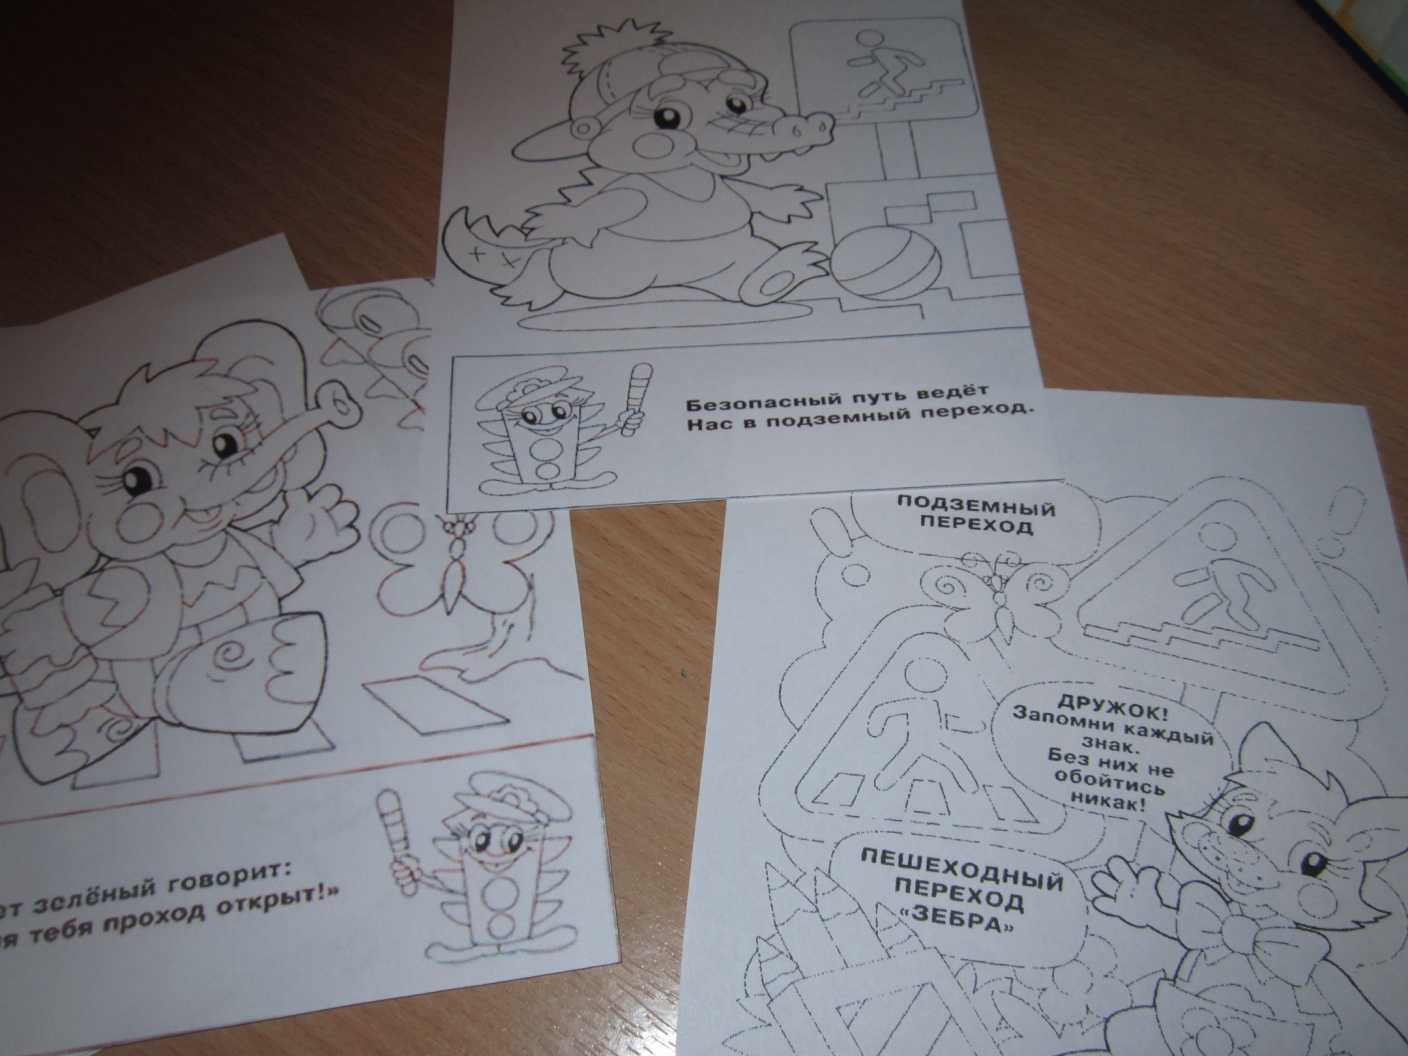 Безопасный путь ведёт
Нас в подземный переход.
зелёный говорит:
тебя проход открыт!»
ПОДЗЕМНЫЙ
ПЕРЕХОД
ДРУЖОК!
Запомни каждый
знак.
Без них не
обойтись
никак!
ПЕШЕХОДНЫЙ
ПЕРЕХОД
«ЗЕБРА»